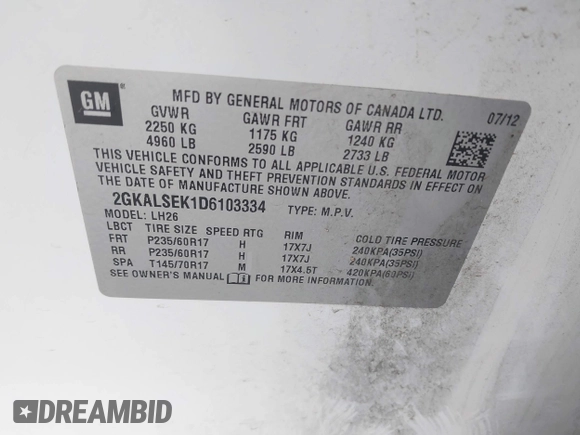 GM
MFD BY GENERAL MOTORS OF CANADA LTD. 07/12
GVWR GAWR FRT GAWR RR
2250 KG 1175 KG 1240 KG
4960 LB 2590 LB 2733 LB
THIS VEHICLE CONFORMS TO ALL APPLICABLE U.S. FEDERAL MOTOR
VEHICLE SAFETY AND THEFT PREVENTION STANDARDS IN EFFECT ON
THE DATE OF MANUFACTURE SHOWN ABOVE.
2GKALSEK1D6103334 TYPE: M.P.V.
MODEL: LH26
LBCT TIRE SIZE SPEED RTG RIM COLD TIRE PRESSURE
FRT P235/60R17 H 17X7J 240KPA(35PSI)
RR P235/60R17 H 17X7J 240KPA(35PSI)
SPA T145/70R17 M 17X4.5T 420KPA(60PSI)
SEE OWNER'S MANUAL FOR MORE INFORMATION.
DREAMBID